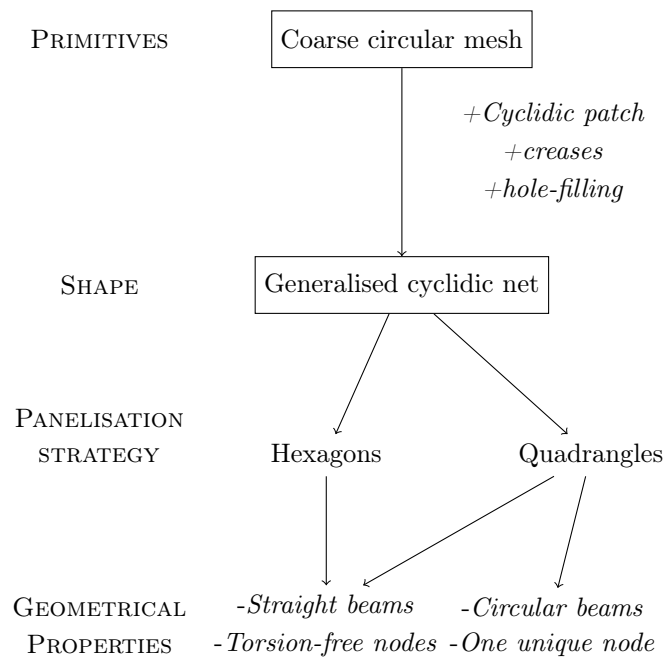 PRIMITIVES
Coarse circular mesh
+Cyclidic patch
+creases
+hole-filling
SHAPE
Generalised cyclidic net
PANELISATION
STRATEGY
Hexagons
Quadrangles
GEOMETRICAL
PROPERTIES
-Straight beams
-Torsion-free nodes
-Circular beams
-One unique node